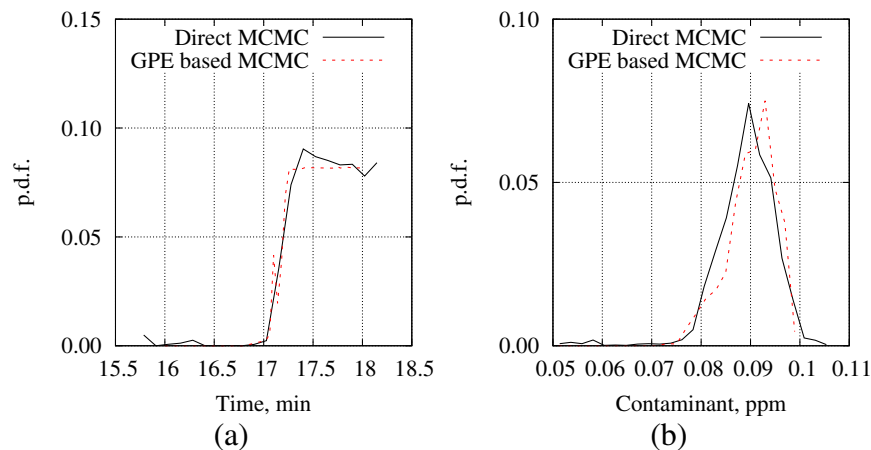 0.15
Direct MCMC
GPE based MCMC
0.10
p.d.f.
0.05
0.00
15.5 16 16.5 17 17.5 18 18.5
Time, min
(a)
0.10
Direct MCMC
GPE based MCMC
p.d.f.
0.05
0.00
0.05 0.06 0.07 0.08 0.09 0.1 0.11
Contaminant, ppm
(b)